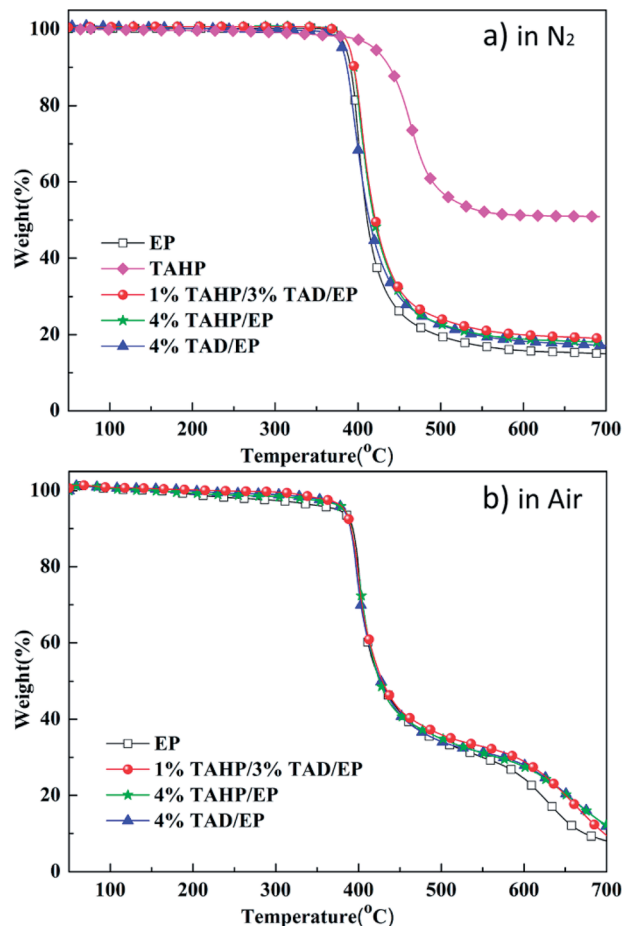 a) in N₂
100
80
60
40
20
0
Weight(%)
EP
TAHP
1% TAHP/3% TAD/EP
4% TAHP/EP
4% TAD/EP
100 200 300 400 500 600 700
Temperature(°C)
b) in Air
100
80
60
40
20
0
Weight(%)
EP
1% TAHP/3% TAD/EP
4% TAHP/EP
4% TAD/EP
100 200 300 400 500 600 700
Temperature(°C)